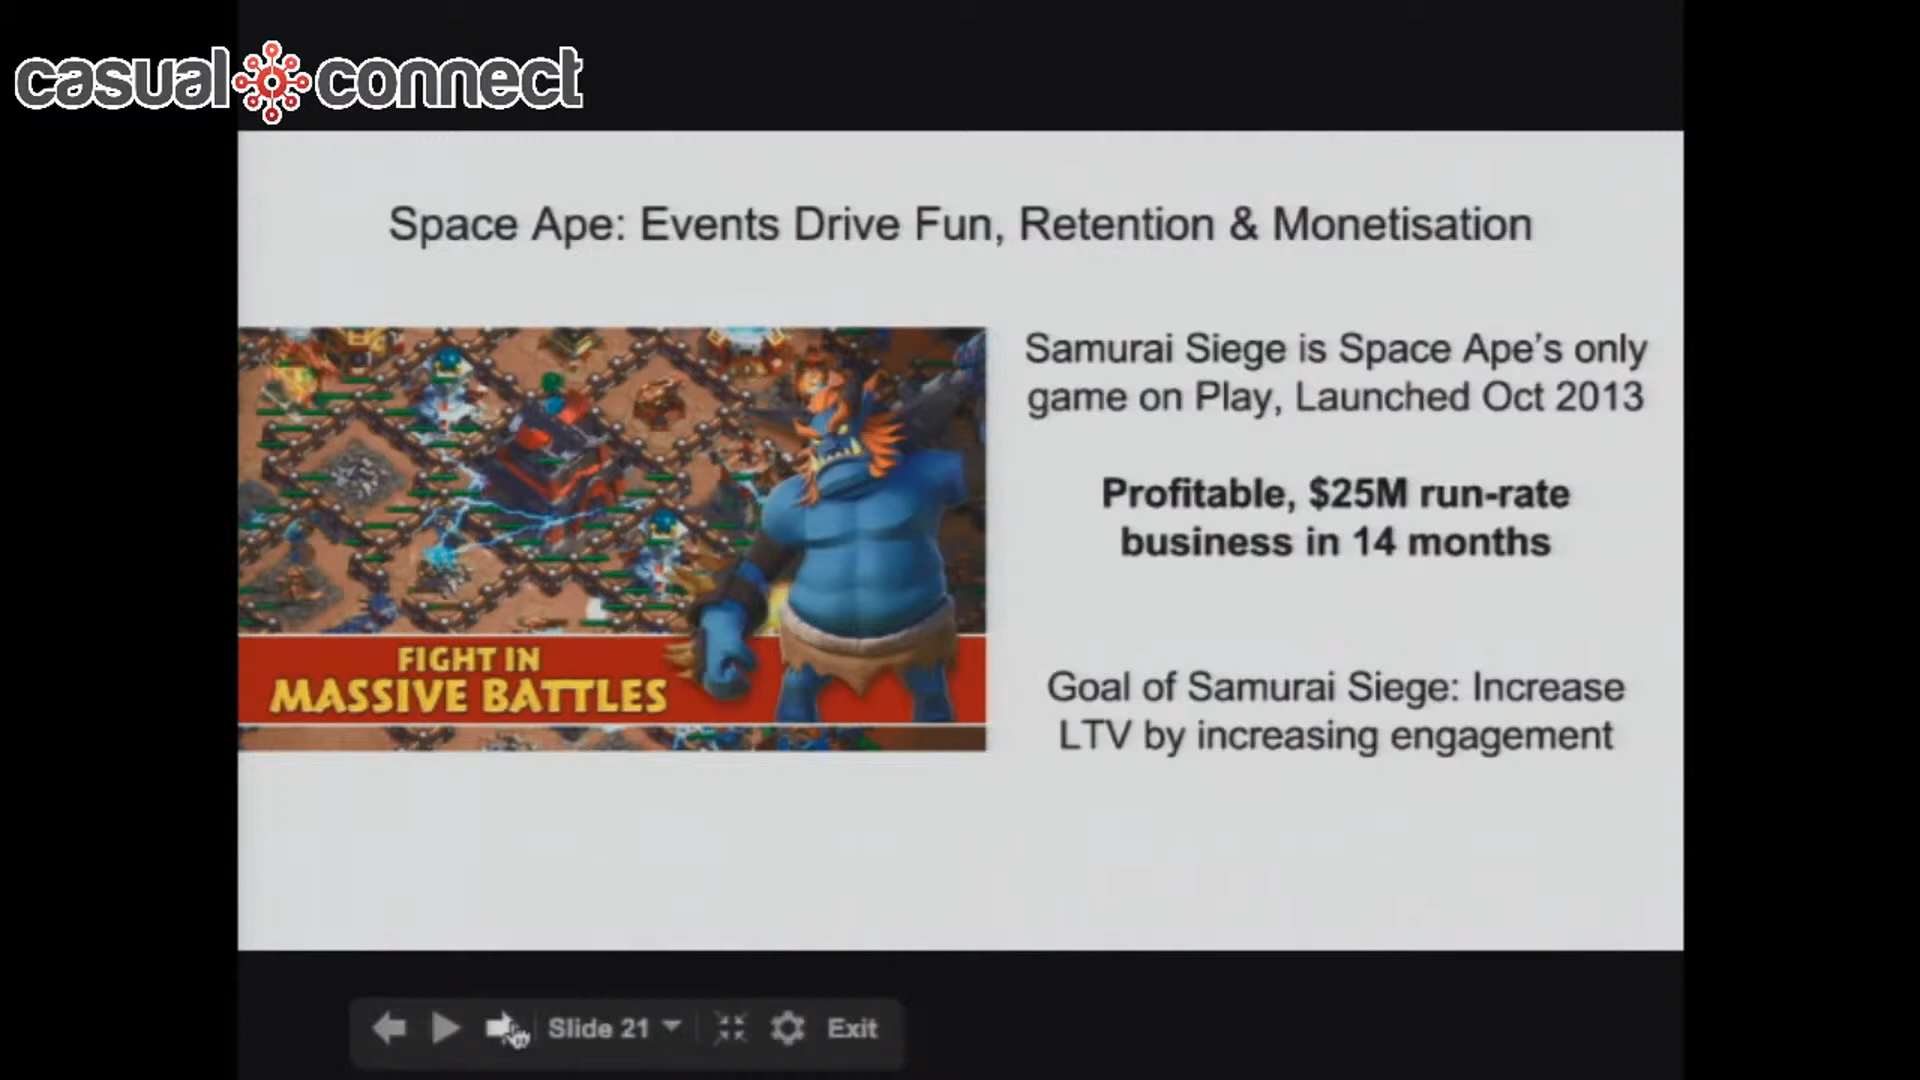 casual connect
Space Ape: Events Drive Fun, Retention & Monetisation
Samurai Siege is Space Ape's only
game on Play, Launched Oct 2013
Profitable, $25M run-rate
business in 14 months
Goal of Samurai Siege: Increase
LTV by increasing engagement
FIGHT IN
MASSIVE BATTLES
Slide 21
Exit